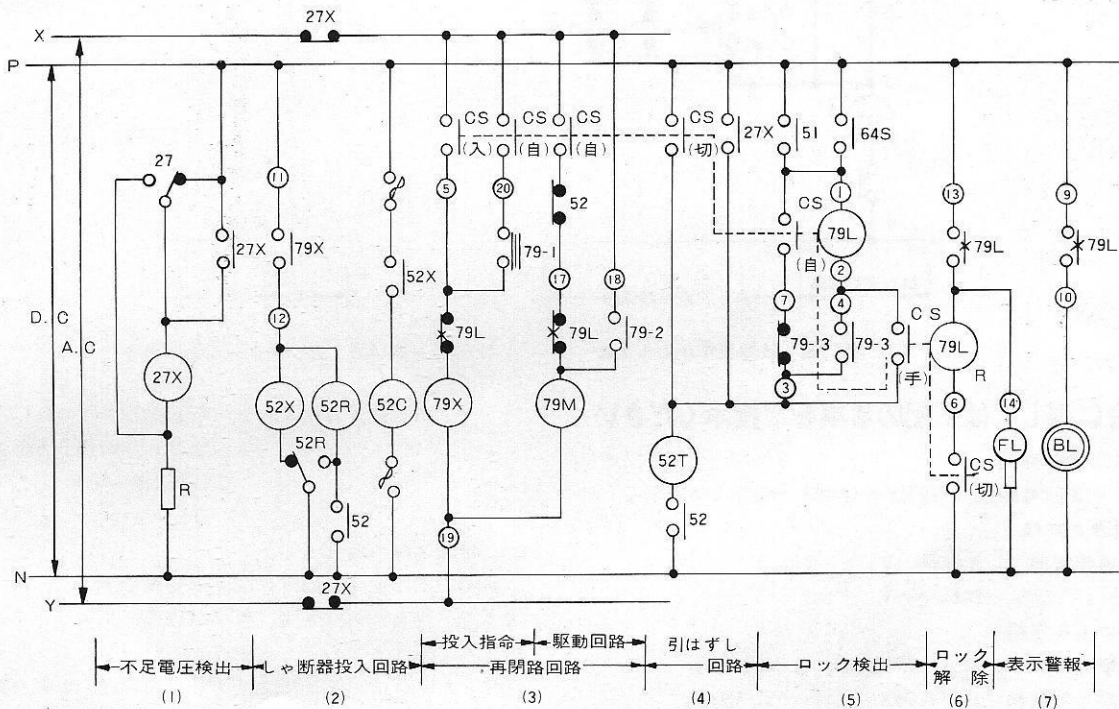 27X
X
P
CS
CS
CS
CS
27X
51
64S
(入)
(自)
(自)
(切)
27
⑪
⑤
⑳
52
①
⑬
⑨
CS
79L
79L
79L
27X
79X
52X
79-1
(自)
②
⑩
D.C
A.C
⑫
⑰
⑱
⑦
④
CS
79L
79L
79-2
79-3
79-3
79L
R
27X
52X
52R
52C
79X
79M
③
(手)
⑥
⑭
52R
52T
FL
BL
R
52
52
CS
(切)
⑲
N
27X
Y
投入指命
駆動回路
不足電圧検出
しゃ断器投入回路
再閉路回路
引はずし
回路
ロック検出
ロック
解除
表示警報
(1)
(2)
(3)
(4)
(5)
(6)
(7)